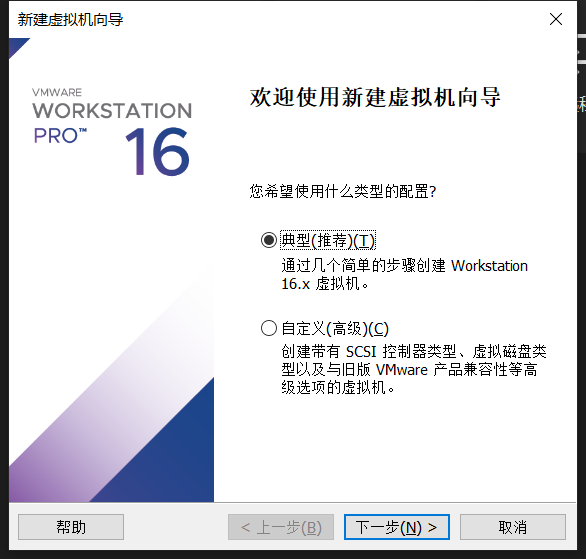 新建虚拟机向导
VMWARE
WORKSTATION
PRO™
16
欢迎使用新建虚拟机向导
您希望使用什么类型的配置?
典型(推荐)(T)
通过几个简单的步骤创建 Workstation
16.x 虚拟机。
自定义(高级)(C)
创建带有 SCSI 控制器类型、虚拟磁盘类
型以及与旧版 VMware 产品兼容性等高
级选项的虚拟机。
帮助
< 上一步(B)
下一步(N) >
取消